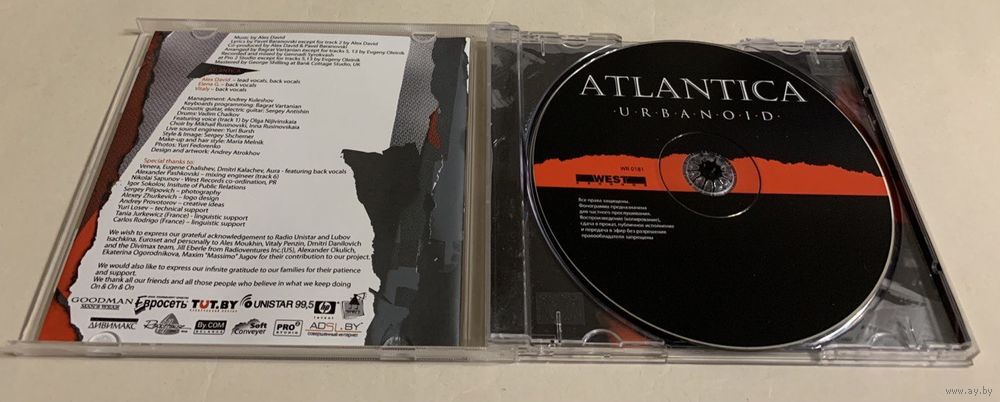 Music by Alex David
Lyrics by Pavel Baranovski except for track 2 by Alex David
Co-produced by Alex David & Pavel Baranovski
Arranged by Bagrat Vartanian except for tracks 5, 13 by Evgeny Oleinik
Recorded and mixed by Gennadi Syrokvash
at Pro 2 Studio except for tracks 5,13 by Evgeny Oleinik
Mastered by George Shilling at Bank Cottage Studio, UK
Alex David – lead vocals, back vocals
Elena G. – back vocals
Vitaly – back vocals
Management: Andrey Kuleshov
Keyboards programming: Bagrat Vartanian
Acoustic guitar, electric guitar: Sergey Antishin
Drums: Vadim Chaikov
Featuring voice (track 1) by Olga Nijivinskaia
Choir by Mikhail Rusinovski, Inna Rusinovskaia
Live sound engineer: Yuri Bursh
Style & Image: Sergey Shchemer
Make-up and hair style: Maria Melnik
Photos: Yuri Fedorenko
Design and artwork: Andrey Atrokhov
Special thanks to:
Venera, Eugene Chalishev, Dmitri Kalachev, Aura - featuring back vocals
Alexander Pashkovski – mixing engineer (track 6)
Nikolai Sapunov - West Records co-ordination, PR
Igor Sokolov, Insitute of Public Relations
Sergey Pilipovich – photography
Alexey Zhurkevich – logo design
Andrey Provotorov – creative ideas
Yuri Losev – technical support
Tania Jurkewicz (France) – linguistic support
Carlos Rodrigo (France) – linguistic support
We wish to express our grateful acknowledgement to Radio Unistar and Lubov
Isachkina, Euroset and personally to Ales Moukhin, Vitaly Penzin, Dmitri Danilovich
and the Divimax team, Jill Eberle from Radioventures Inc.(US), Alexander Okulich,
Ekaterina Ogorodnikova, Maxim "Massimo" Jugov for their contribution to our project.
We would also like to express our infinite gratitude to our families for their patience
and support.
We thank all our friends and all those people who believe in what we keep doing
On & On & On
GOODMAN
MAN'S WEAR
Евросеть
TUT.BY
UNISTAR 99,5
hp
invent
ДИВИМАКС
By.COM
Soft
Conveyer
PRO2
STUDIO
ADSL.BY
совершенный интернет
ATLANTICA
·U·R·B·A·N·O·I·D·
WR 0181
WEST
Все права защищены.
Фонограмма предназначена
для частного прослушивания.
Воспроизведение (копирование),
сдача в прокат, публичное исполнение
и передача в эфир без разрешения
правообладателя запрещены
www.ay.by